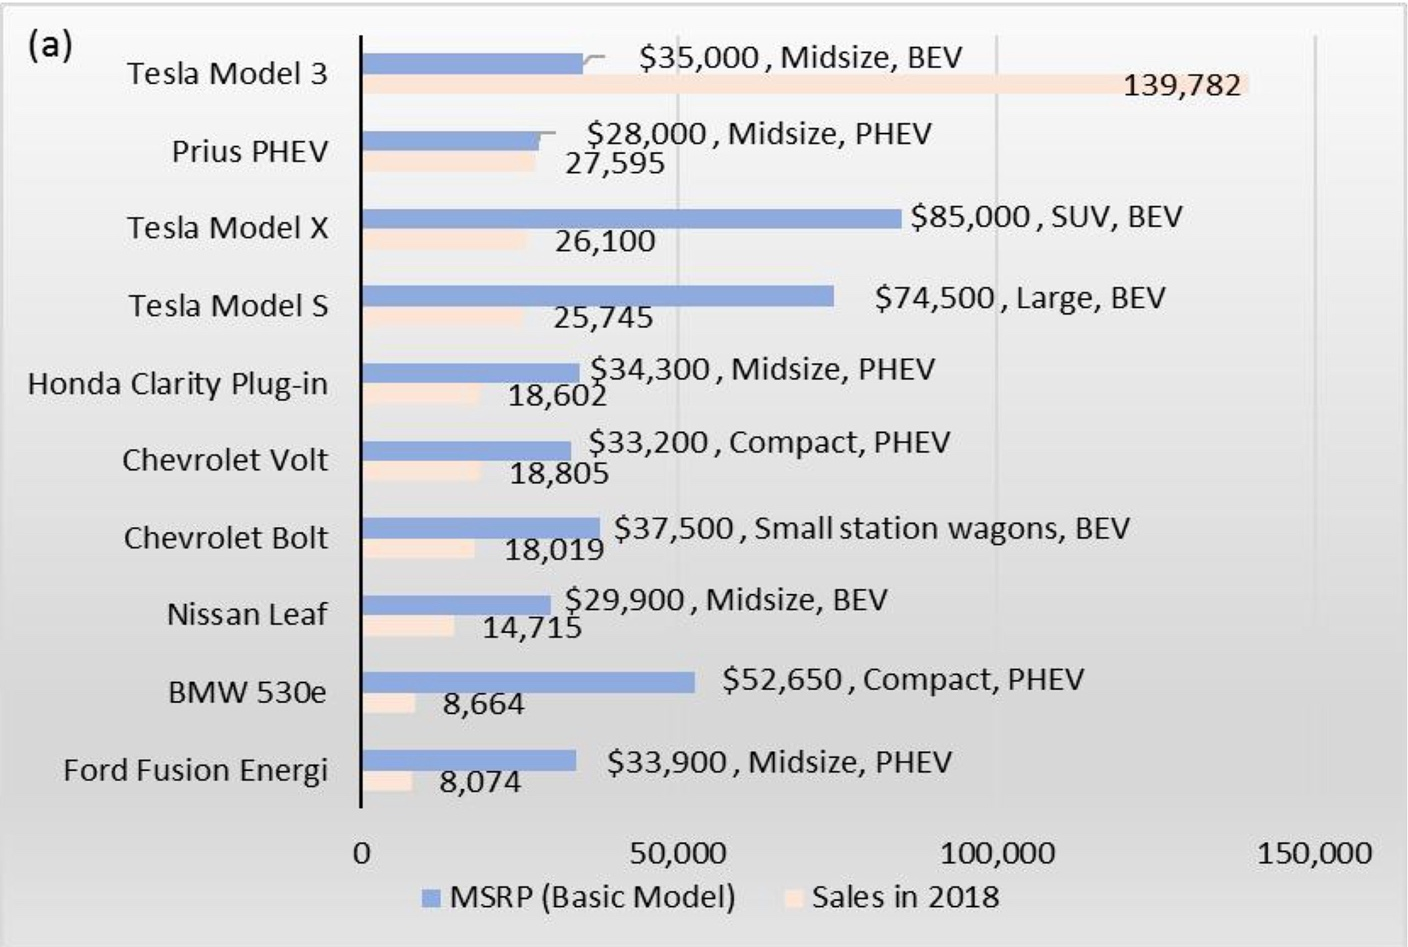 (a)
Tesla Model 3
$35,000 , Midsize, BEV
139,782
Prius PHEV
$28,000 , Midsize, PHEV
27,595
Tesla Model X
$85,000 , SUV, BEV
26,100
Tesla Model S
$74,500 , Large, BEV
25,745
Honda Clarity Plug-in
$34,300 , Midsize, PHEV
18,602
Chevrolet Volt
$33,200 , Compact, PHEV
18,805
Chevrolet Bolt
$37,500 , Small station wagons, BEV
18,019
Nissan Leaf
$29,900 , Midsize, BEV
14,715
BMW 530e
$52,650 , Compact, PHEV
8,664
Ford Fusion Energi
$33,900 , Midsize, PHEV
8,074
0 50,000 100,000 150,000
MSRP (Basic Model) Sales in 2018